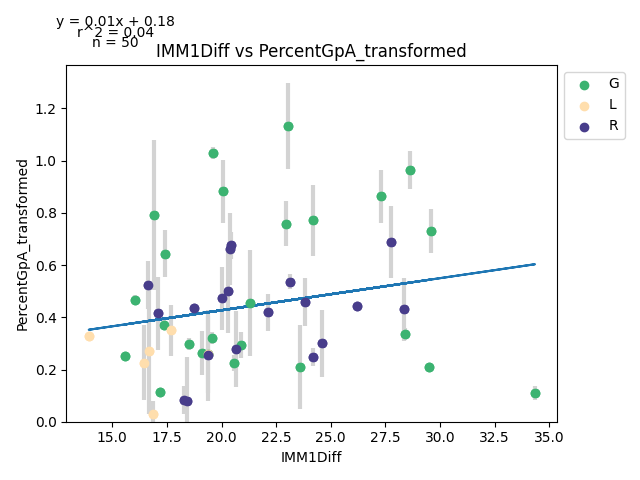 y = 0.01x + 0.18
r^2 = 0.04
n = 50
IMM1Diff vs PercentGpA_transformed
G
L
R
PercentGpA_transformed
1.2
1.0
0.8
0.6
0.4
0.2
0.0
15.0 17.5 20.0 22.5 25.0 27.5 30.0 32.5 35.0
IMM1Diff